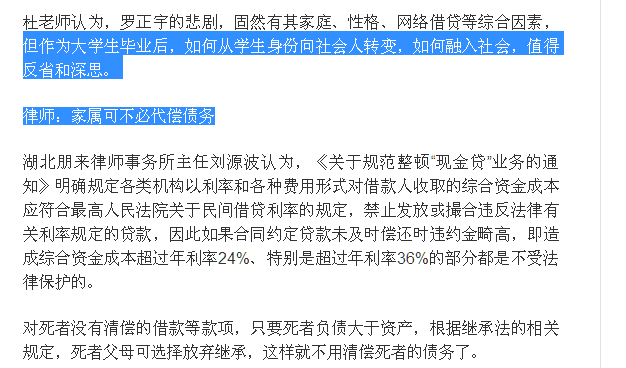 杜老师认为，罗正宇的悲剧，固然有其家庭、性格、网络借贷等综合因素，
但作为大学生毕业后，如何从学生身份向社会人转变，如何融入社会，值得
反省和深思。
律师：家属可不必代偿债务
湖北朋来律师事务所主任刘源波认为，《关于规范整顿“现金贷”业务的通
知》明确规定各类机构以利率和各种费用形式对借款人收取的综合资金成本
应符合最高人民法院关于民间借贷利率的规定，禁止发放或撮合违反法律有
关利率规定的贷款，因此如果合同约定贷款未及时偿还时违约金畸高，即造
成综合资金成本超过年利率24%、特别是超过年利率36%的部分都是不受法
律保护的。
对死者没有清偿的借款等款项，只要死者负债大于资产，根据继承法的相关
规定，死者父母可选择放弃继承，这样就不用清偿死者的债务了。